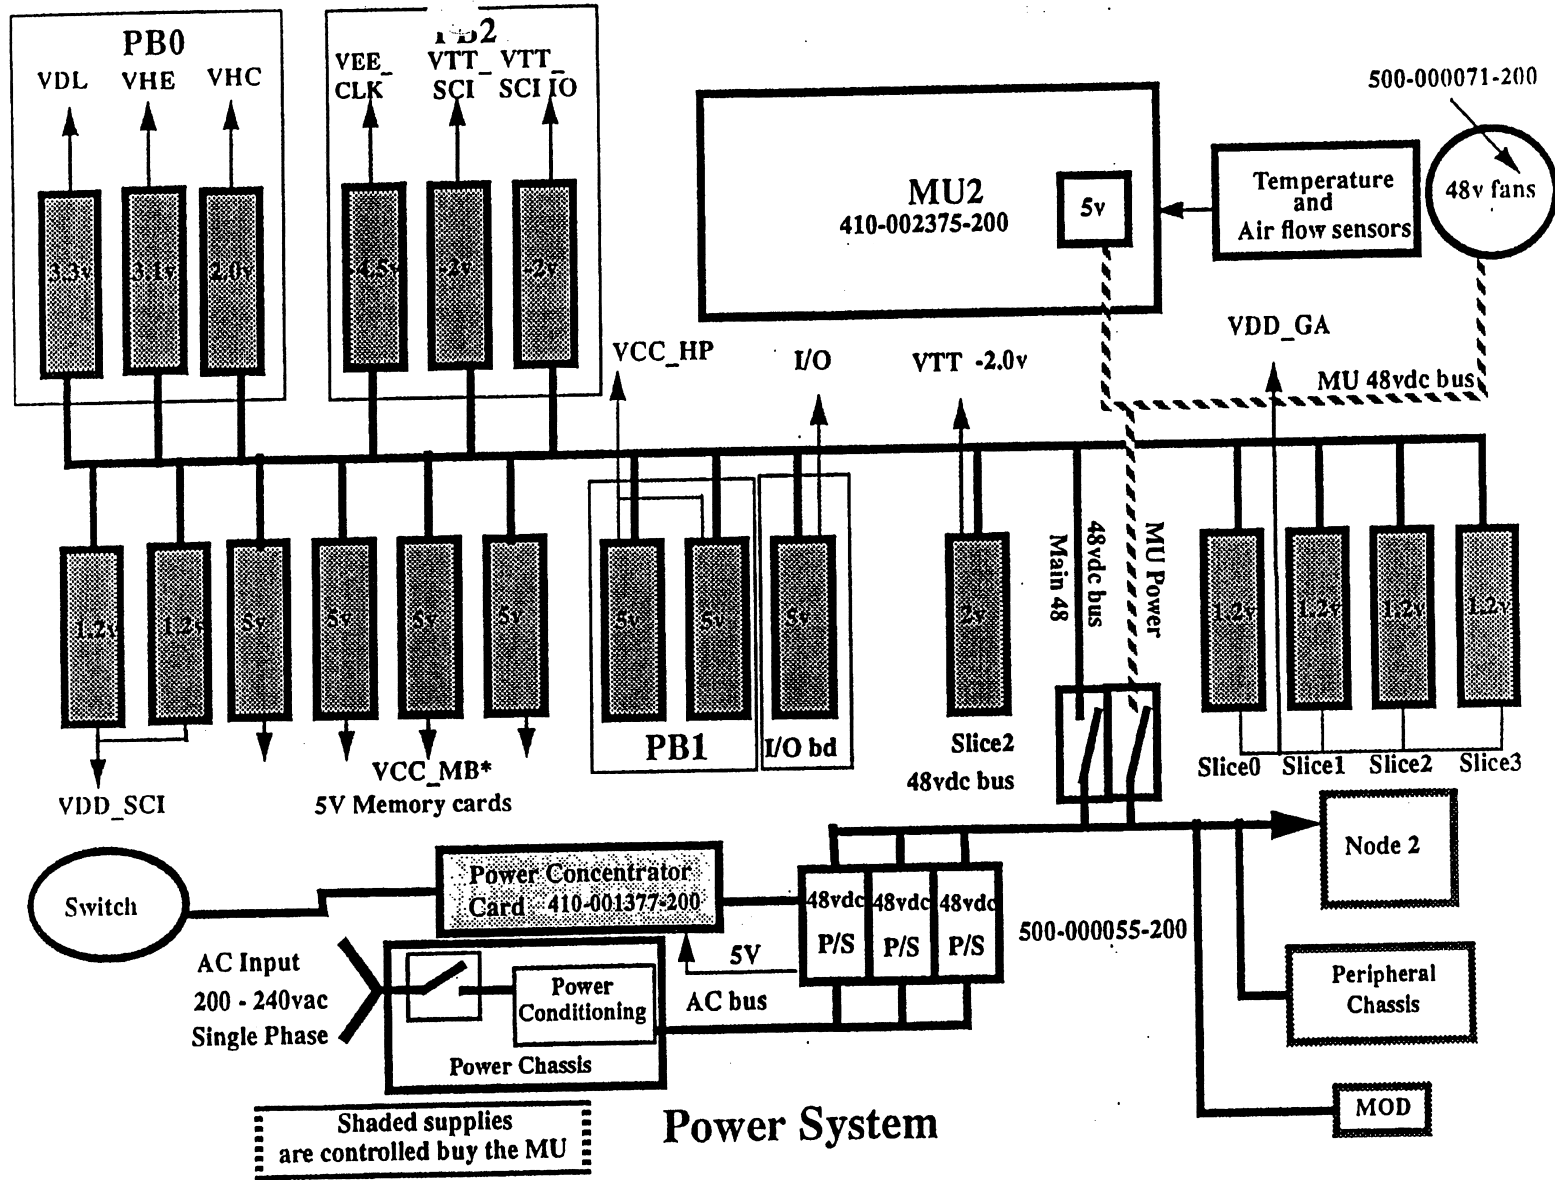 PB0
VDL
VHE
VHC
3.3v
3.1v
2.0v
PB2
VEE_
CLK
VTT_
SCI
VTT_
SCI IO
-4.5v
-2v
-2v
MU2
410-002375-200
5v
Temperature
and
Air flow sensors
500-000071-200
48v fans
VCC_HP
I/O
VTT -2.0v
VDD_GA
MU 48vdc bus
1.2v
1.2v
5v
5v
5v
5v
5v
5v
5v
2v
Main 48
48vdc bus
MU Power
1.2v
1.2v
1.2v
1.2v
VDD_SCI
VCC_MB*
5V Memory cards
PB1
I/O bd
Slice2
48vdc bus
Slice0
Slice1
Slice2
Slice3
Switch
Power Concentrator
Card 410-001377-200
48vdc
P/S
48vdc
P/S
48vdc
P/S
500-000055-200
Node 2
5V
AC bus
AC Input
200 - 240vac
Single Phase
Power
Conditioning
Power Chassis
Peripheral
Chassis
MOD
Shaded supplies
are controlled buy the MU
Power System